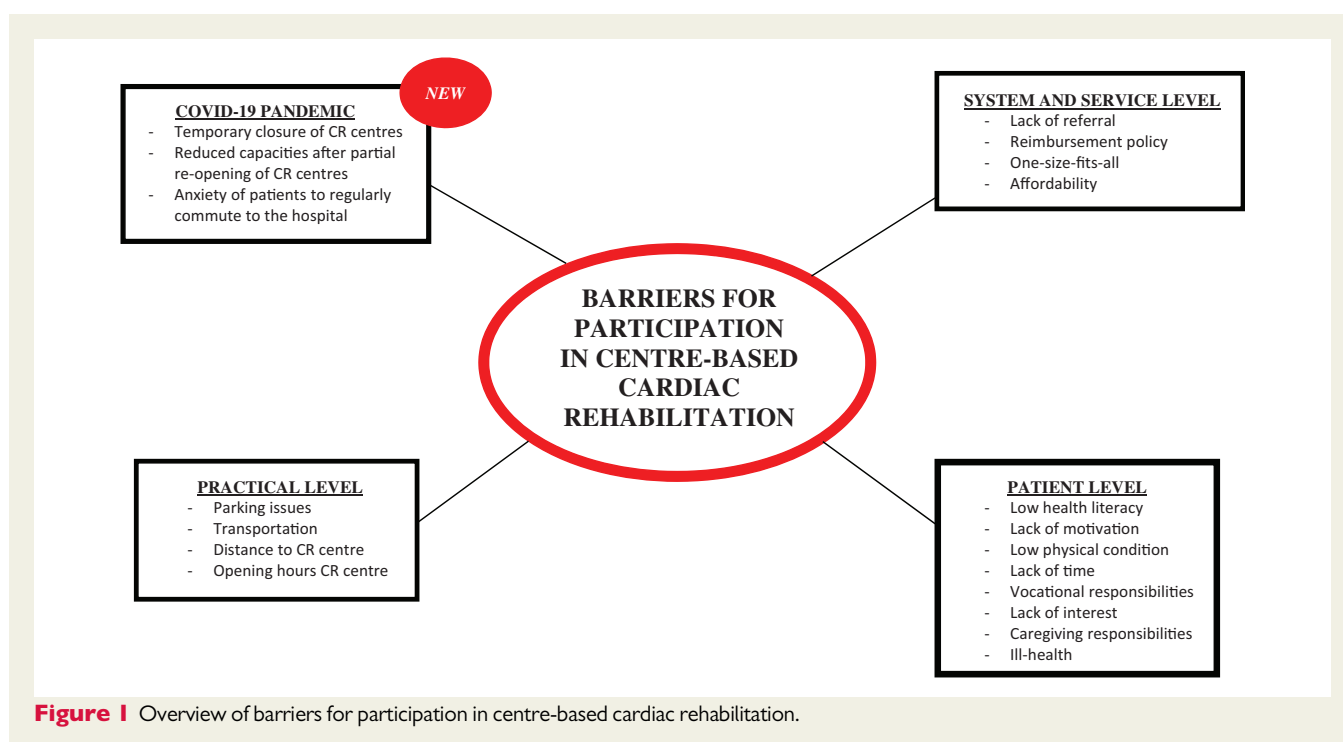 COVID-19 PANDEMIC
- Temporary closure of CR centres
- Reduced capacities after partial
re-opening of CR centres
- Anxiety of patients to regularly
commute to the hospital
NEW
SYSTEM AND SERVICE LEVEL
- Lack of referral
- Reimbursement policy
- One-size-fits-all
- Affordability
BARRIERS FOR
PARTICIPATION
IN CENTRE-BASED
CARDIAC
REHABILITATION
PRACTICAL LEVEL
- Parking issues
- Transportation
- Distance to CR centre
- Opening hours CR centre
PATIENT LEVEL
- Low health literacy
- Lack of motivation
- Low physical condition
- Lack of time
- Vocational responsibilities
- Lack of interest
- Caregiving responsibilities
- Ill-health
Figure 1 Overview of barriers for participation in centre-based cardiac rehabilitation.